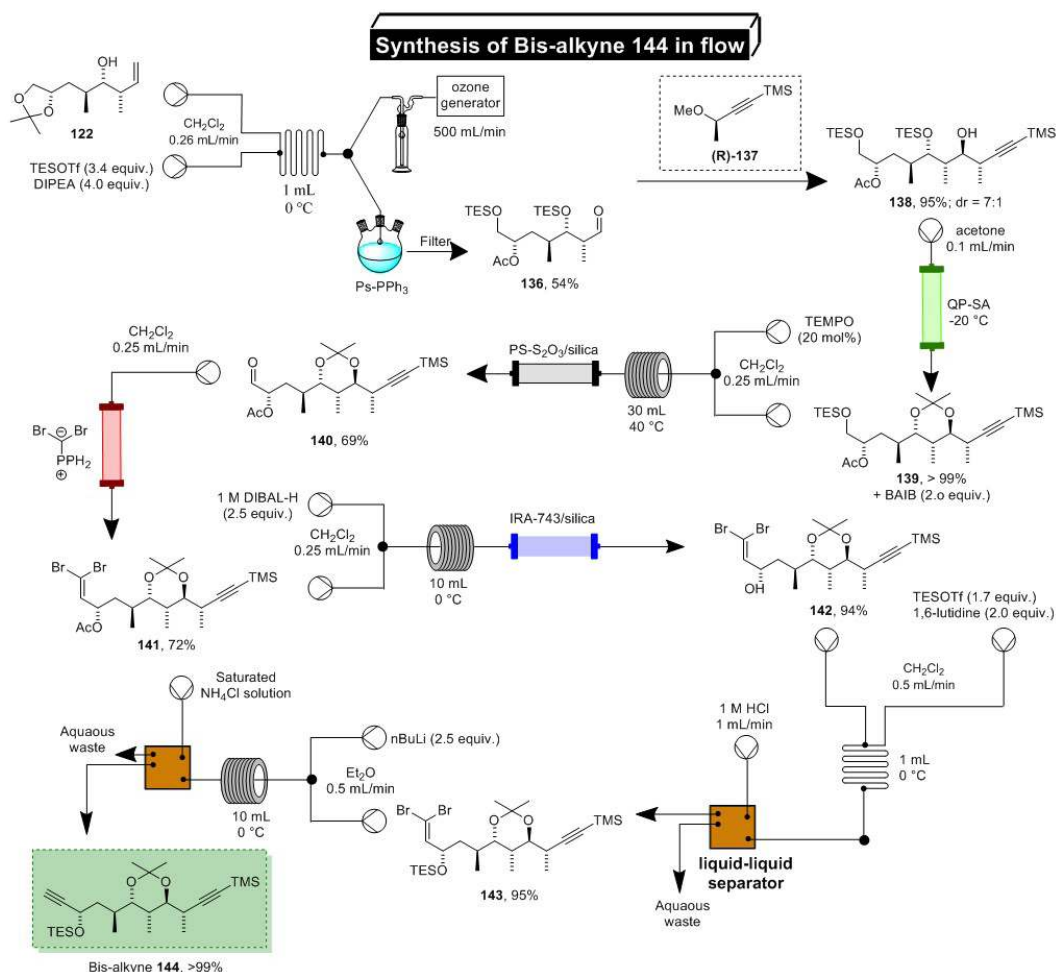 Synthesis of Bis-alkyne 144 in flow
OH
O
O
122
TESOTf (3.4 equiv.)
DIPEA (4.0 equiv.)
CH2Cl2
0.26 mL/min
1 mL
0 °C
ozone
generator
500 mL/min
Ps-PPh3
Filter
TESO TESO O
AcO
136, 54%
TMS
MeO
(R)-137
TESO TESO OH TMS
AcO
138, 95%; dr = 7:1
acetone
0.1 mL/min
QP-SA
-20 °C
TESO O O TMS
AcO
139, > 99%
+ BAIB (2.o equiv.)
TEMPO
(20 mol%)
CH2Cl2
0.25 mL/min
30 mL
40 °C
PS-S2O3/silica
O O O TMS
AcO
140, 69%
CH2Cl2
0.25 mL/min
Br ⊖ Br
PPH2
⊕
Br Br O O TMS
AcO
141, 72%
1 M DIBAL-H
(2.5 equiv.)
CH2Cl2
0.25 mL/min
10 mL
0 °C
IRA-743/silica
Br Br O O TMS
OH
142, 94%
TESOTf (1.7 equiv.)
1,6-lutidine (2.0 equiv.)
CH2Cl2
0.5 mL/min
1 mL
0 °C
1 M HCl
1 mL/min
liquid-liquid
separator
Aquaous
waste
Br Br O O TMS
TESO
143, 95%
nBuLi (2.5 equiv.)
Et2O
0.5 mL/min
10 mL
0 °C
Saturated
NH4Cl solution
Aquaous
waste
O O TMS
TESO
Bis-alkyne 144, >99%